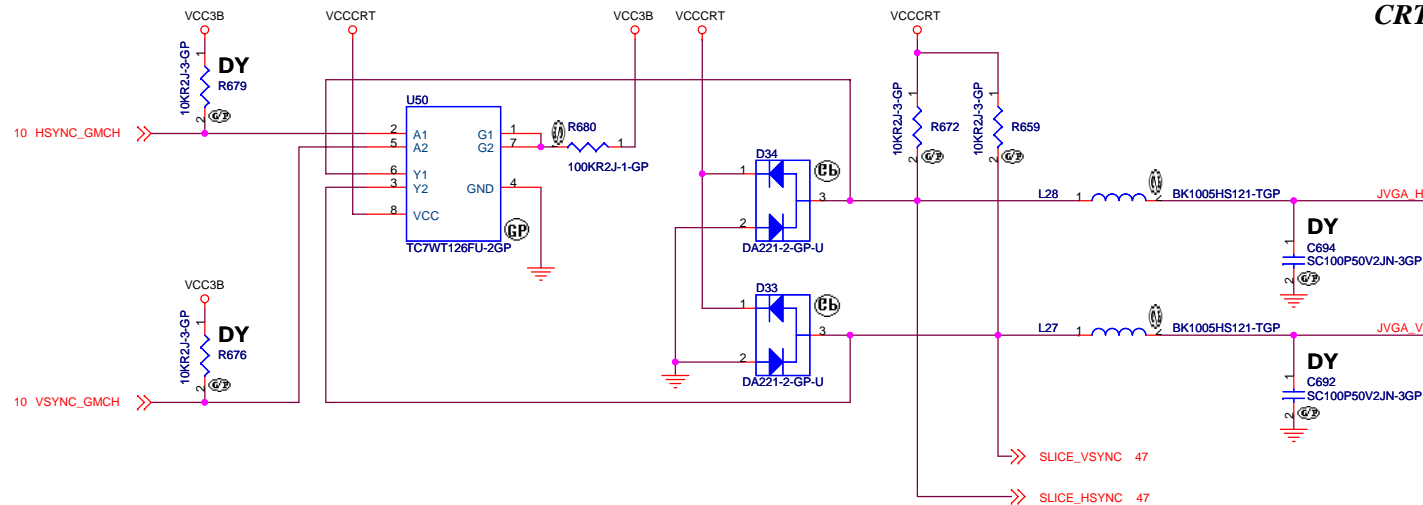 CRT
VCC3B
VCCCRT
VCC3B
VCCCRT
VCCCRT
1
10KR2J-3-GP
DY
R679
2
G/P
10 HSYNC_GMCH
U50
2 A1
5 A2
6 Y1
3 Y2
8 VCC
G1 1
G2 7
GND 4
TC7WT126FU-2GP
GP
R680
2
1
100KR2J-1-GP
D34
1
2
3
DA221-2-GP-U
1
10KR2J-3-GP
R672
2
G/P
1
10KR2J-3-GP
R659
2
G/P
L28 1
2 BK1005HS121-TGP
JVGA_H
DY
1
C694
SC100P50V2JN-3GP
2
G/P
VCC3B
1
10KR2J-3-GP
DY
R676
2
G/P
10 VSYNC_GMCH
D33
1
2
3
DA221-2-GP-U
L27 1
2 BK1005HS121-TGP
JVGA_V
DY
1
C692
SC100P50V2JN-3GP
2
G/P
SLICE_VSYNC 47
SLICE_HSYNC 47